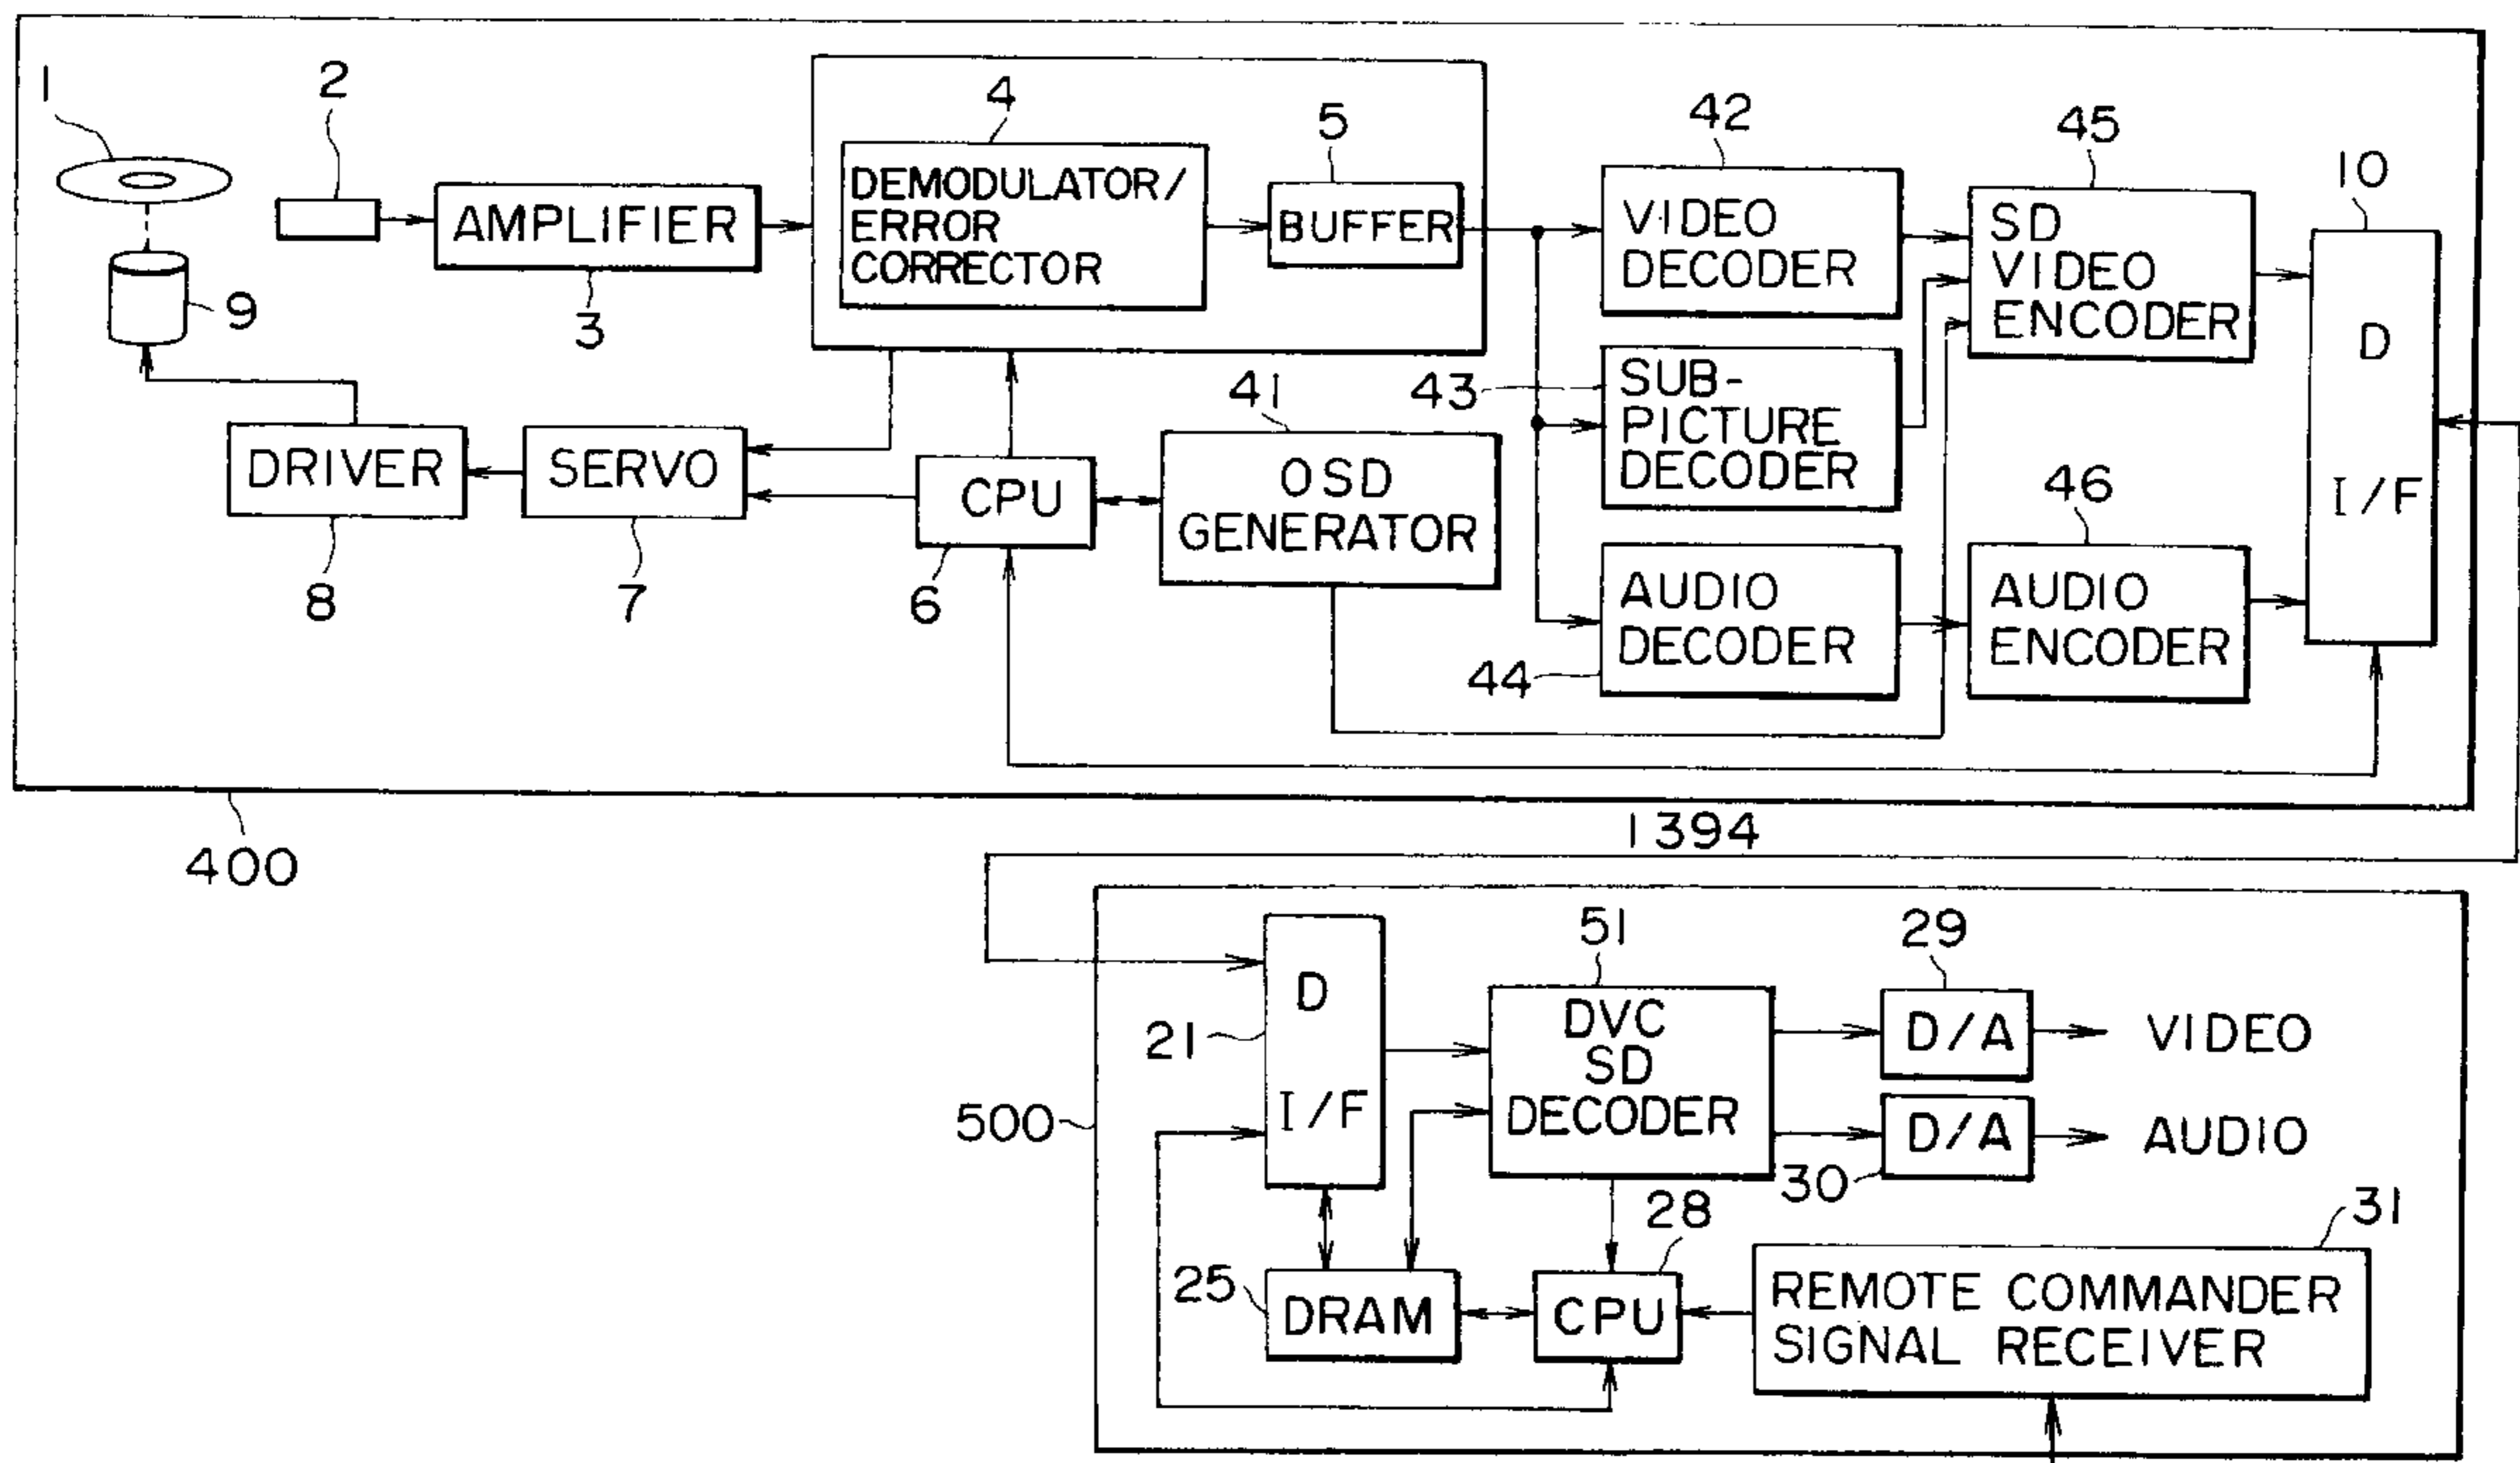 1
2
4
5
42
45
10
DEMODULATOR/
ERROR
CORRECTOR
BUFFER
AMPLIFIER
3
9
VIDEO
DECODER
SD
VIDEO
ENCODER
D
I/F
43
SUB-
PICTURE
DECODER
41
OSD
GENERATOR
DRIVER
SERVO
CPU
8
7
6
46
AUDIO
DECODER
44
AUDIO
ENCODER
400
1394
51
29
D
I/F
21
DVC
SD
DECODER
D/A
VIDEO
500
D/A
AUDIO
30
28
31
25
DRAM
CPU
REMOTE COMMANDER
SIGNAL RECEIVER